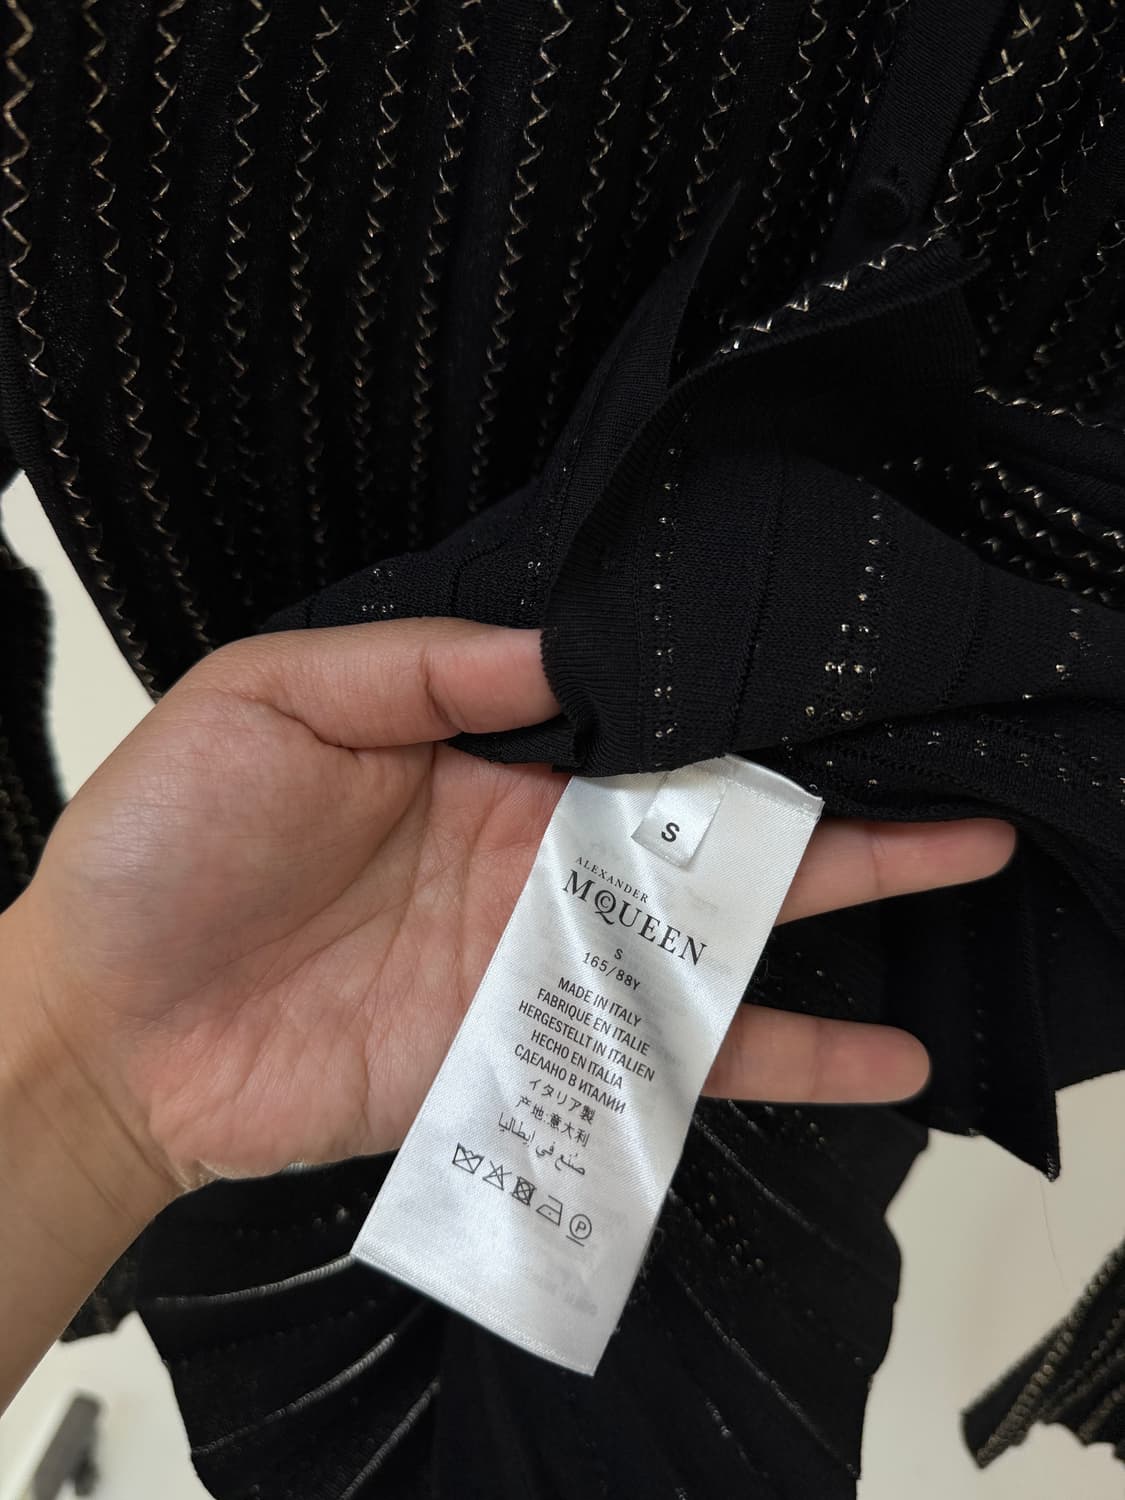 S
ALEXANDER
McQUEEN
S
165/88Y
MADE IN ITALY
FABRIQUE EN ITALIE
HERGESTELLT IN ITALIEN
HECHO EN ITALIA
СДЕЛАНО В ИТАЛИИ
イタリア製
产地:意大利
صنع في إيطاليا
P